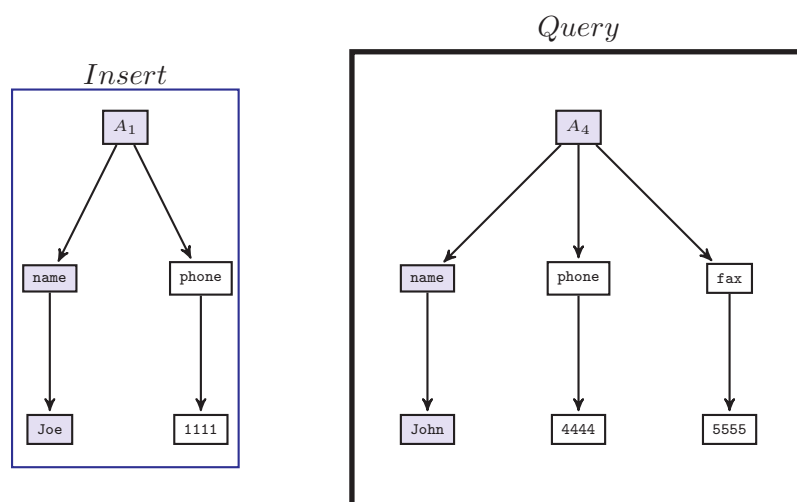 Query
Insert
A1
A4
name
phone
name
phone
fax
Joe
1111
John
4444
5555